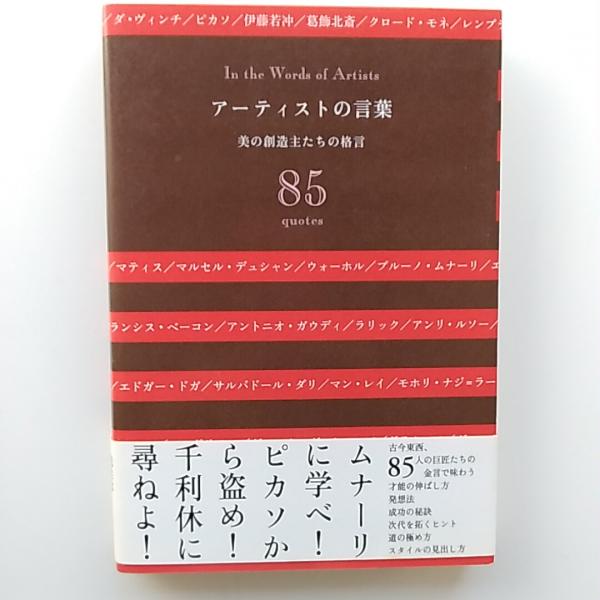 ／ダ・ヴィンチ／ピカソ／伊藤若冲／葛飾北斎／クロード・モネ／レンブラ
In the Words of Artists
アーティストの言葉
美の創造主たちの格言
85
quotes
／マティス／マルセル・デュシャン／ウォーホル／ブルーノ・ムナーリ／エ
ランシス・ベーコン／アントニオ・ガウディ／ラリック／アンリ・ルソー／
／エドガー・ドガ／サルバドール・ダリ／マン・レイ／モホリ・ナジ=ラー
ムナーリ
に学べ！
ピカソか
ら盗め！
千利休に
尋ねよ！
古今東西、
85人の巨匠たちの
金言で味わう
才能の伸ばし方
発想法
成功の秘訣
次代を拓くヒント
道の極め方
スタイルの見出し方